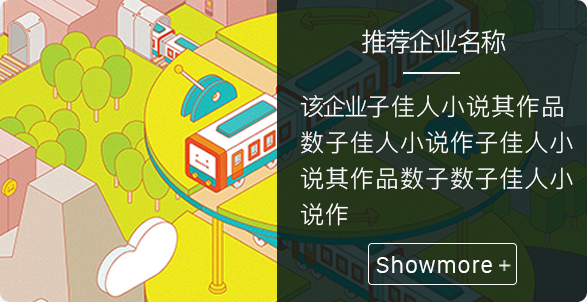 推荐企业名称
该企业子佳人小说其作品
数子佳人小说作子佳人小
说其作品数子数子佳人小
说作
Showmore +